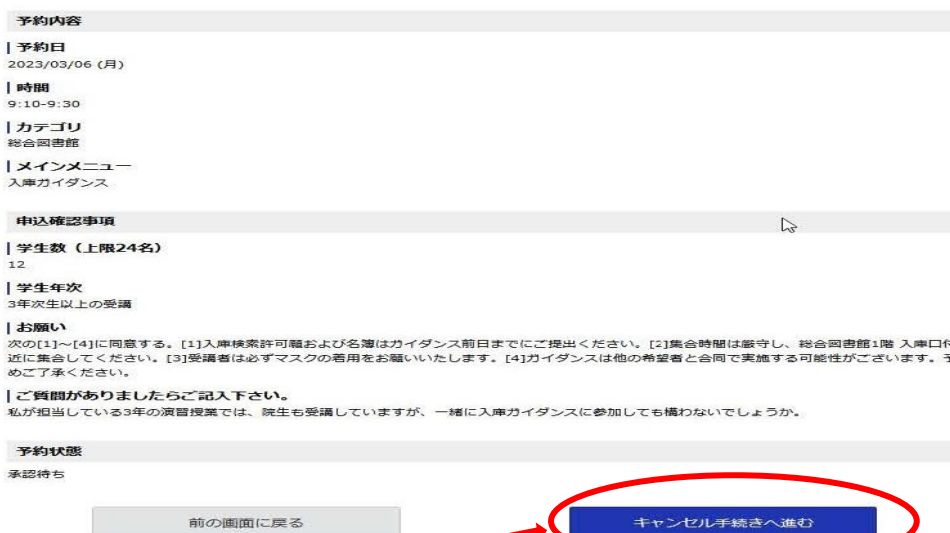 予約内容
予約日
2023/03/06 (月)
時間
9:10-9:30
カテゴリ
総合図書館
メインメニュー
入庫ガイダンス
申込確認事項
学生数（上限24名）
12
学生年次
3年次生以上の受講
お願い
次の[1]～[4]に同意する。[1]入庫検索許可願および名簿はガイダンス前日までにご提出ください。[2]集合時間は厳守し、総合図書館1階 入庫口付
近に集合してください。[3]受講者は必ずマスクの着用をお願いいたします。[4]ガイダンスは他の希望者と合同で実施する可能性がございます。予
めご了承ください。
ご質問がありましたらご記入下さい。
私が担当している3年の演習授業では、院生も受講していますが、一緒に入庫ガイダンスに参加しても構わないでしょうか。
予約状態
承認待ち
前の画面に戻る
キャンセル手続きへ進む